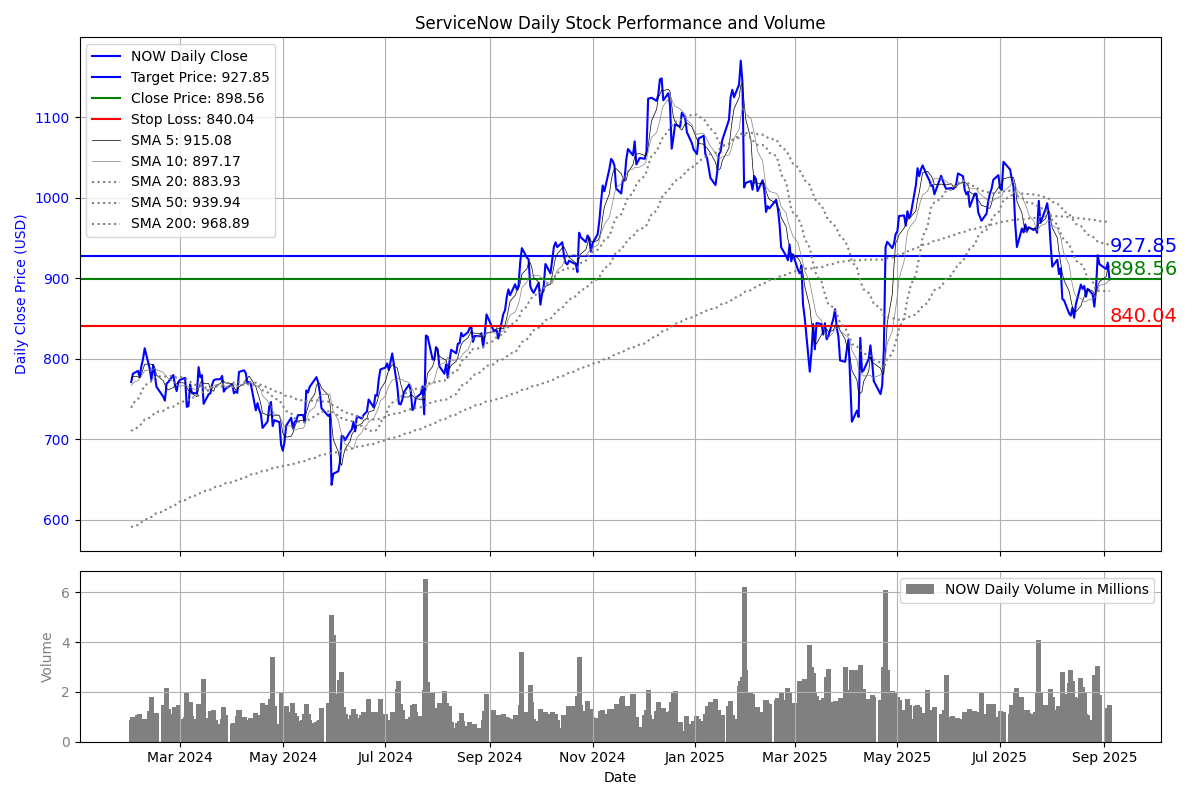 ServiceNow Daily Stock Performance and Volume
NOW Daily Close
Target Price: 927.85
Close Price: 898.56
Stop Loss: 840.04
SMA 5: 915.08
SMA 10: 897.17
SMA 20: 883.93
SMA 50: 939.94
SMA 200: 968.89
Daily Close Price (USD)
1100
1000
900
800
700
600
927.85
898.56
840.04
NOW Daily Volume in Millions
Volume
6
4
2
0
Mar 2024
May 2024
Jul 2024
Sep 2024
Nov 2024
Jan 2025
Mar 2025
May 2025
Jul 2025
Sep 2025
Date